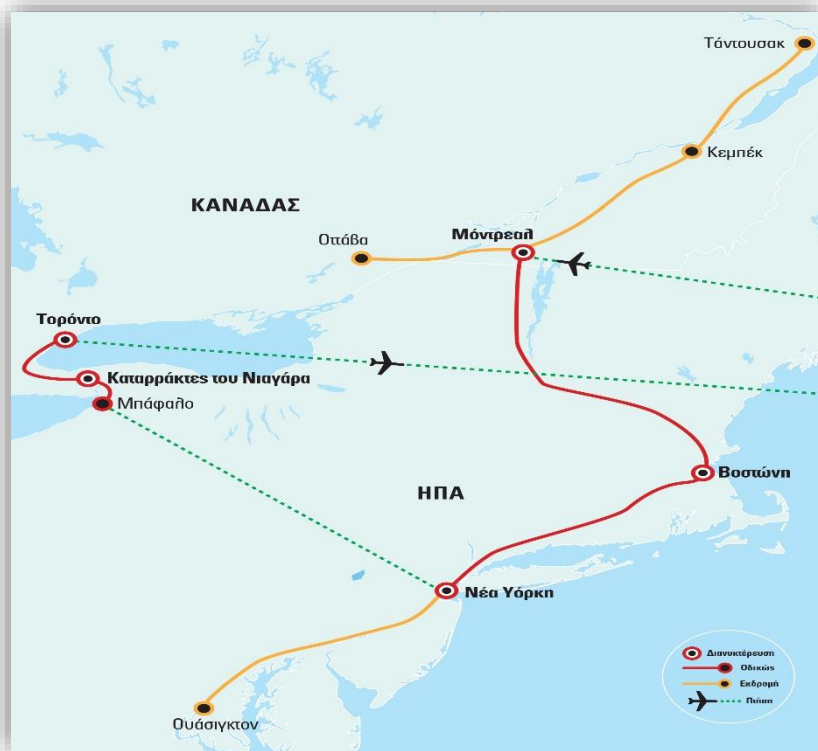 Τάντουσακ
Κεμπέκ
ΚΑΝΑΔΑΣ
Οττάβα
Μόντρεαλ
Τορόντο
Καταρράκτες του Νιαγάρα
Μπάφαλο
Βοστώνη
ΗΠΑ
Νέα Υόρκη
Ουάσιγκτον
Διανυκτέρευση
Οδικώς
Εκδρομή
Πτήση